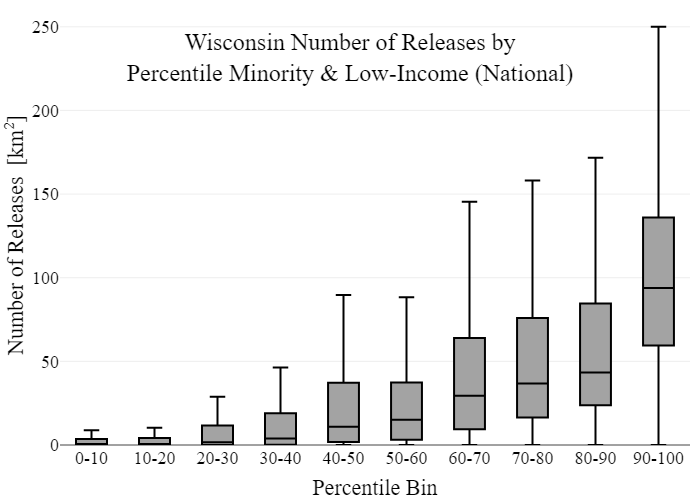 Wisconsin Number of Releases by
Percentile Minority & Low-Income (National)
Number of Releases [km²]
250
200
150
100
50
0
0-10 10-20 20-30 30-40 40-50 50-60 60-70 70-80 80-90 90-100
Percentile Bin